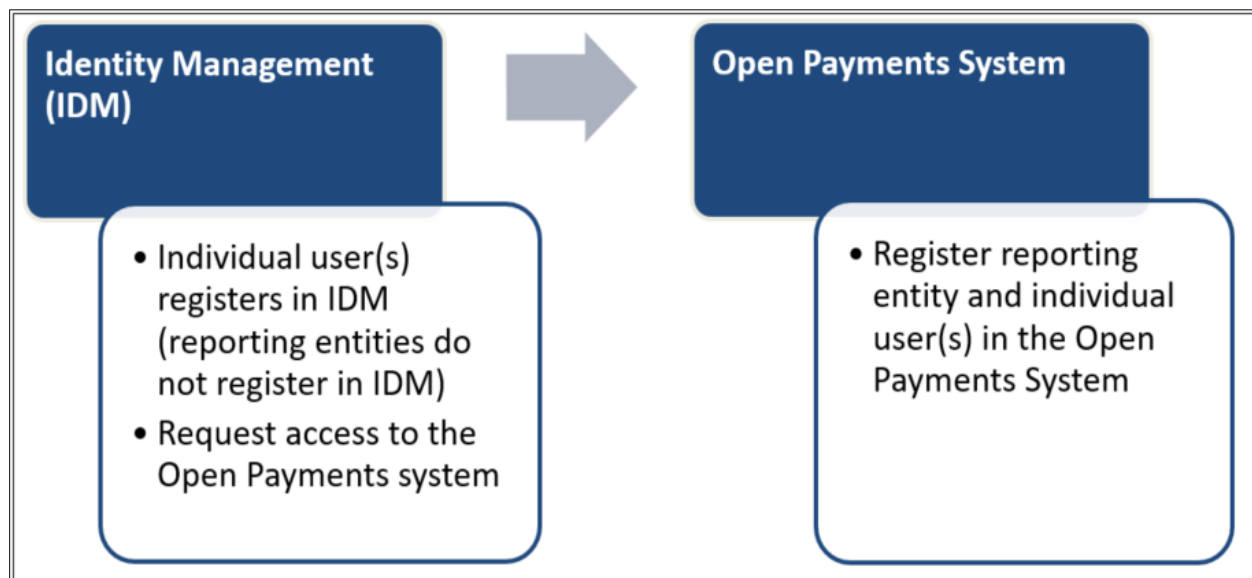 Identity Management
(IDM)
• Individual user(s)
registers in IDM
(reporting entities do
not register in IDM)
• Request access to the
Open Payments system
Open Payments System
• Register reporting
entity and individual
user(s) in the Open
Payments System